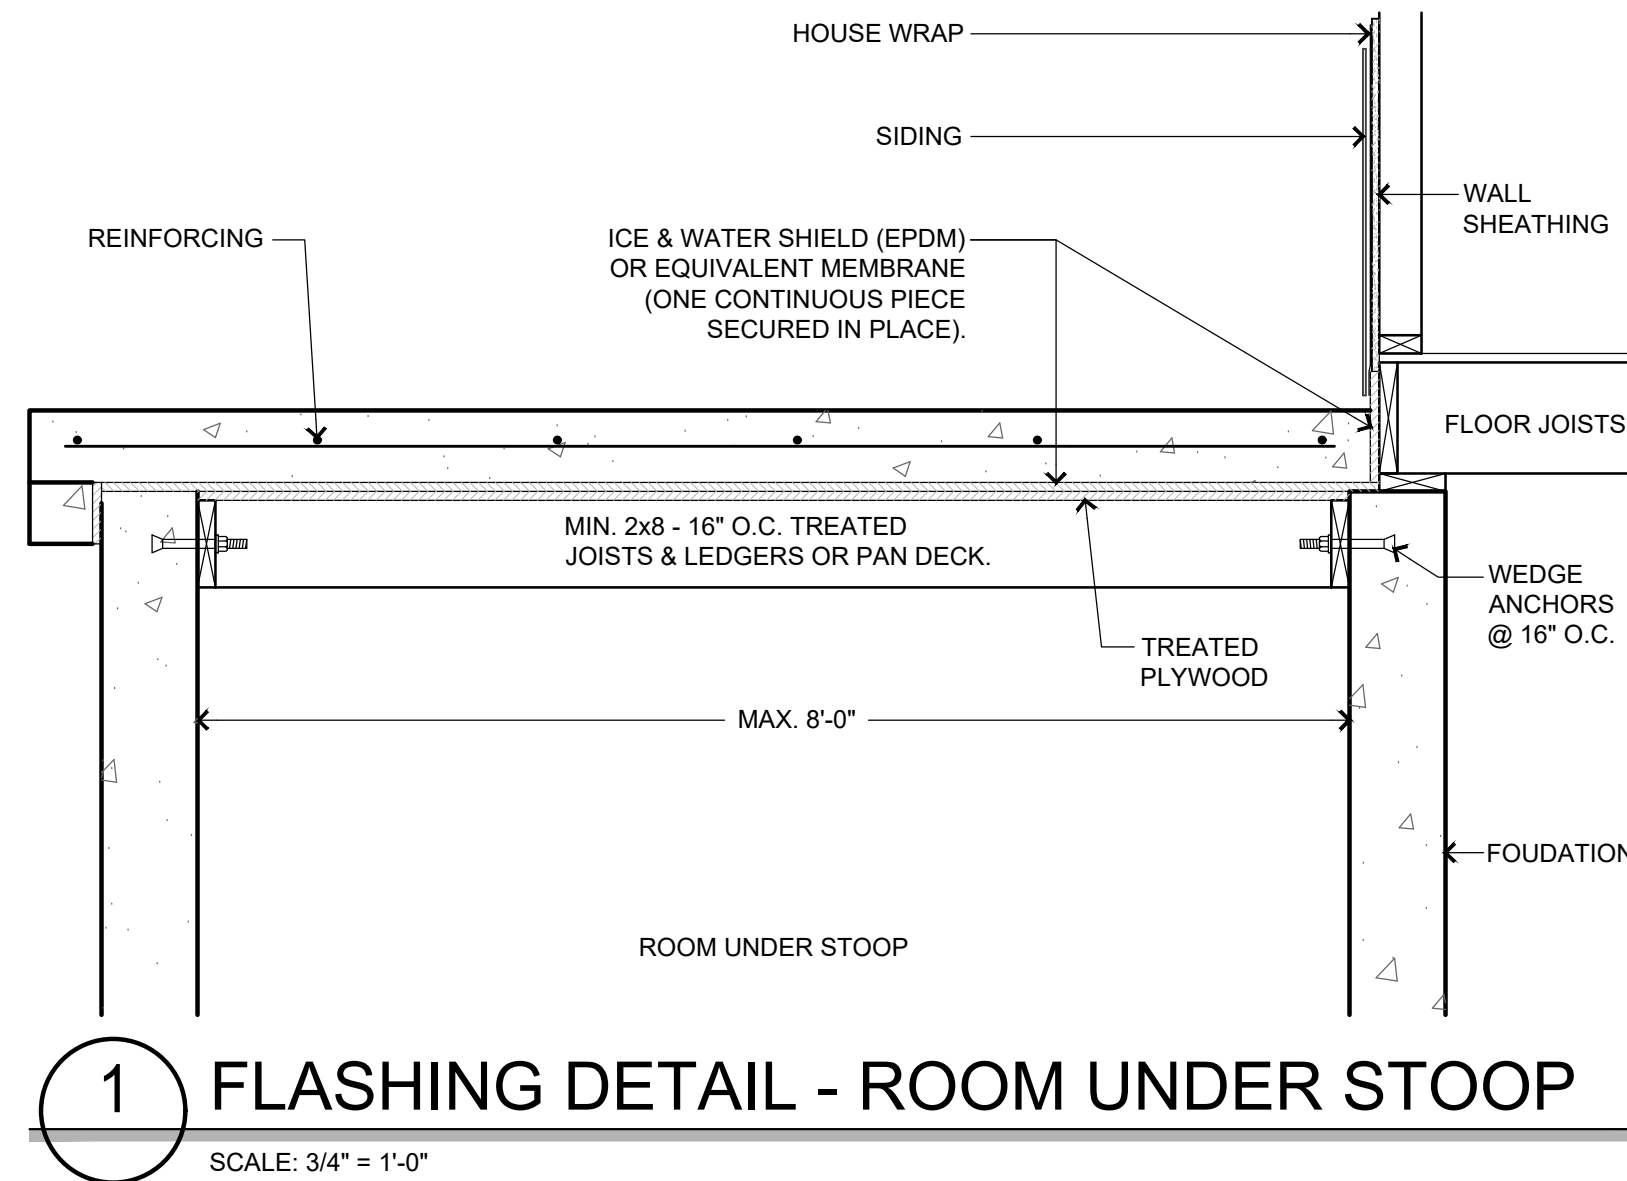 HOUSE WRAP
SIDING
WALL
SHEATHING
REINFORCING
ICE & WATER SHIELD (EPDM)
OR EQUIVALENT MEMBRANE
(ONE CONTINUOUS PIECE
SECURED IN PLACE).
FLOOR JOISTS
MIN. 2x8 - 16" O.C. TREATED
JOISTS & LEDGERS OR PAN DECK.
WEDGE
ANCHORS
@ 16" O.C.
TREATED
PLYWOOD
MAX. 8'-0"
FOUDATION
ROOM UNDER STOOP
1
FLASHING DETAIL - ROOM UNDER STOOP
SCALE: 3/4" = 1'-0"